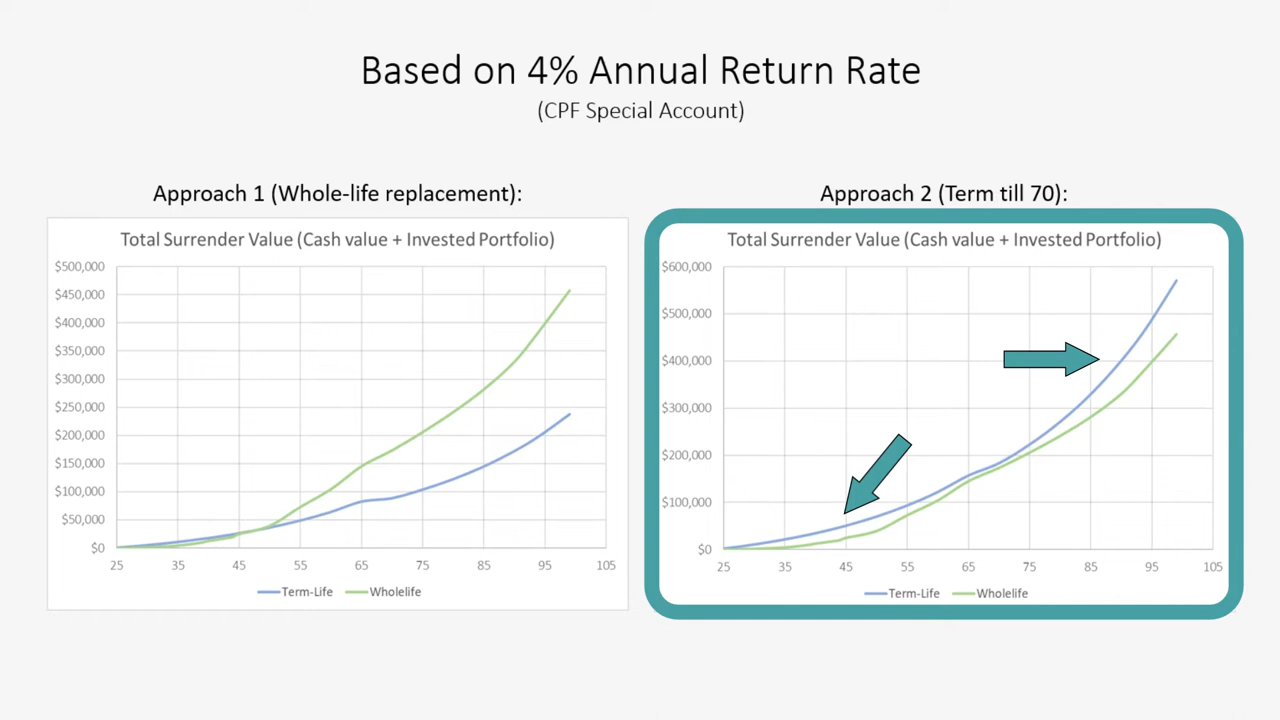 Based on 4% Annual Return Rate
(CPF Special Account)
Approach 1 (Whole-life replacement):
Total Surrender Value (Cash value + Invested Portfolio)
$500,000
$450,000
$400,000
$350,000
$300,000
$250,000
$200,000
$150,000
$100,000
$50,000
$0
25 35 45 55 65 75 85 95 105
Term-Life Wholelife
Approach 2 (Term till 70):
Total Surrender Value (Cash value + Invested Portfolio)
$600,000
$500,000
$400,000
$300,000
$200,000
$100,000
$0
25 35 45 55 65 75 85 95 105
Term-Life Wholelife